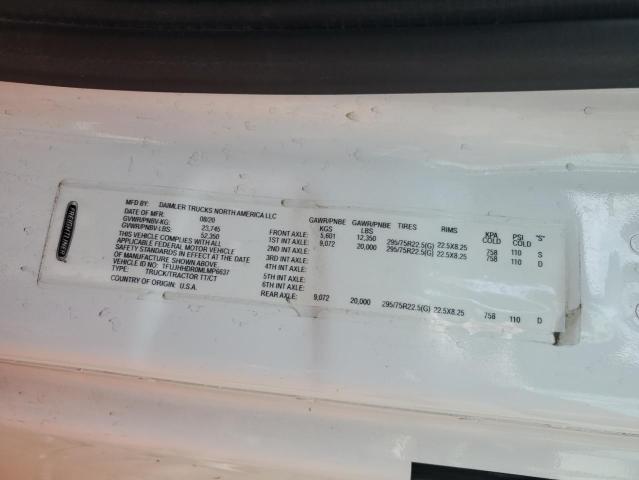 FREIGHTLINER
MFD BY: DAIMLER TRUCKS NORTH AMERICA LLC
DATE OF MFR: 08/20
GVWR/PNBV-KG: 23,745
GVWR/PNBV-LBS: 52,350
THIS VEHICLE COMPLIES WITH ALL
APPLICABLE FEDERAL MOTOR VEHICLE
SAFETY STANDARDS IN EFFECT AT THE DATE
OF MANUFACTURE SHOWN ABOVE.
VEHICLE ID NO: 1FUJHHDR0MLMP6637
TYPE: TRUCK/TRACTOR TT/CT
COUNTRY OF ORIGIN: U.S.A.
GAWR/PNBE KGS GAWR/PNBE LBS TIRES RIMS KPA COLD PSI COLD "S"
FRONT AXLE: 5,601 12,350 295/75R22.5(G) 22.5X8.25 758 110 S
1ST INT AXLE: 9,072 20,000 295/75R22.5(G) 22.5X8.25 758 110 D
2ND INT AXLE:
3RD INT AXLE:
4TH INT AXLE:
5TH INT AXLE:
6TH INT AXLE:
REAR AXLE: 9,072 20,000 295/75R22.5(G) 22.5X8.25 758 110 D